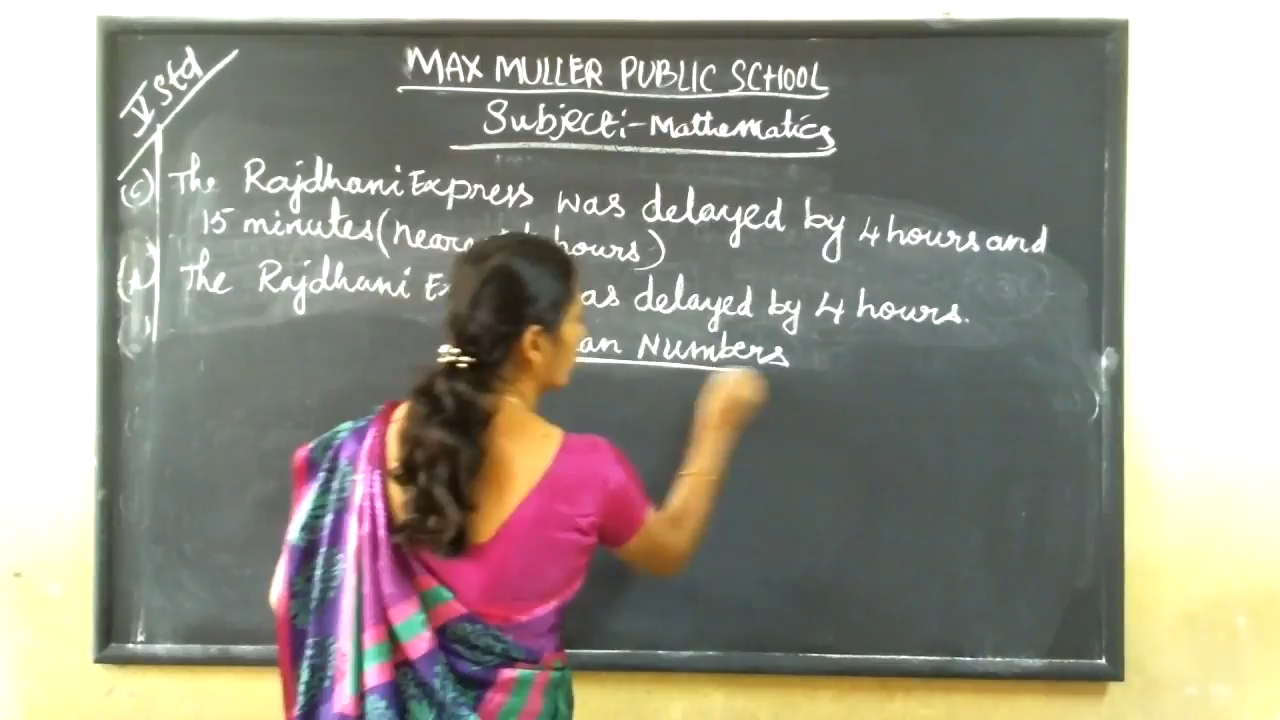 V Std
MAX MULLER PUBLIC SCHOOL
Subject:- Mathematics
(c) The Rajdhani Express was delayed by 4 hours and
15 minutes (hours)
The Rajdhani as delayed by 4 hours.
an Numbers